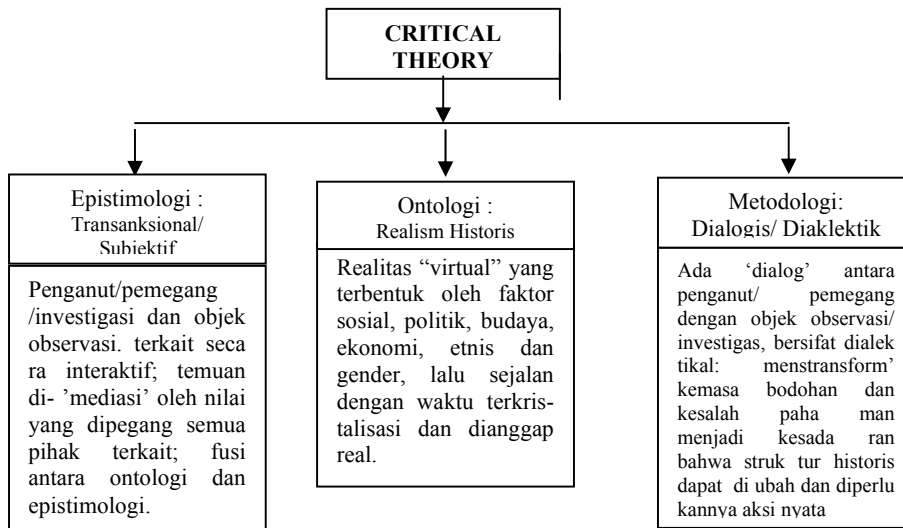 CRITICAL
THEORY
Epistimologi :
Transanksional/
Subjektif
Penganut/pemegang
/investigasi dan objek
observasi. terkait seca
ra interaktif; temuan
di- ’mediasi’ oleh nilai
yang dipegang semua
pihak terkait; fusi
antara ontologi dan
epistimologi.
Ontologi :
Realism Historis
Realitas “virtual” yang
terbentuk oleh faktor
sosial, politik, budaya,
ekonomi, etnis dan
gender, lalu sejalan
dengan waktu terkris-
talisasi dan dianggap
real.
Metodologi:
Dialogis/ Diaklektik
Ada ‘dialog’ antara
penganut/ pemegang
dengan objek observasi/
investigas, bersifat dialek
tikal: menstransform’
kemasa bodohan dan
kesalah paha man
menjadi kesada ran
bahwa struk tur historis
dapat di ubah dan diperlu
kannya aksi nyata